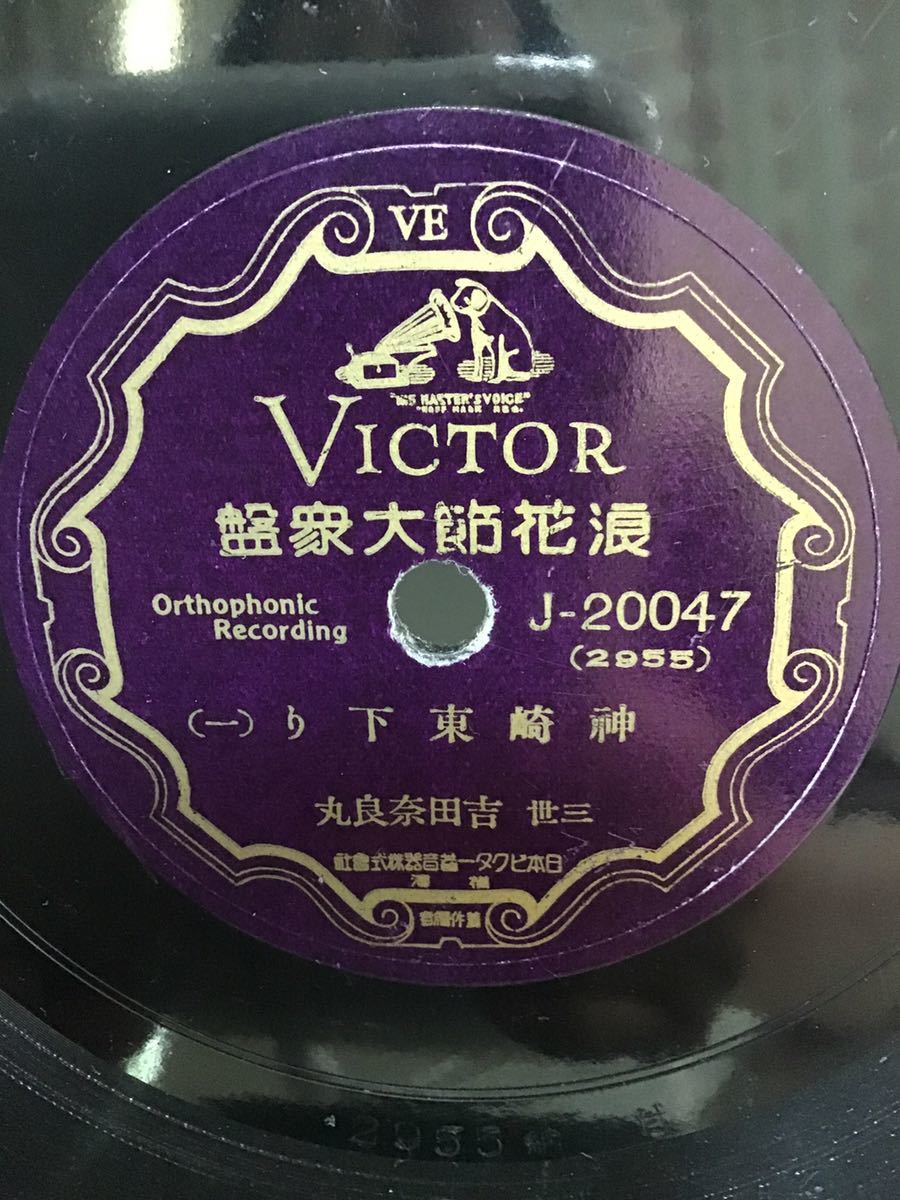 VE
"HIS MASTER'S VOICE"
VICTOR
浪花節大衆盤
Orthophonic
Recording
J-20047
(2955)
神崎東下り(一)
三世 吉田奈良丸
日本ビクター蓄音器株式會社
横濱
2955